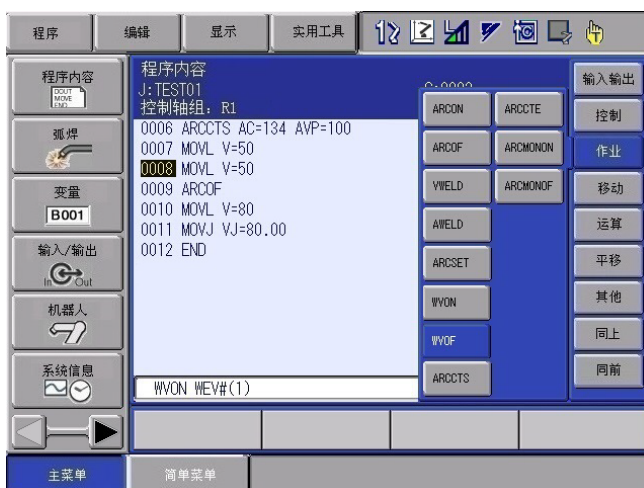 程序
编辑
显示
实用工具
程序内容
DOUT
MOVE
END
弧焊
变量
B001
输入/输出
In Out
机器人
系统信息
程序内容
J:TEST01
控制轴组: R1
0006 ARCCTS AC=134 AVP=100
0007 MOVL V=50
0008 MOVL V=50
0009 ARCOF
0010 MOVL V=80
0011 MOVJ VJ=80.00
0012 END
WVON WEV#(1)
ARCON
ARCOF
VWELD
AWELD
ARCSET
WVON
WVOF
ARCCTS
ARCCTE
ARCMONON
ARCMONOF
输入输出
控制
作业
移动
运算
平移
其他
同上
同前
主菜单
简单菜单